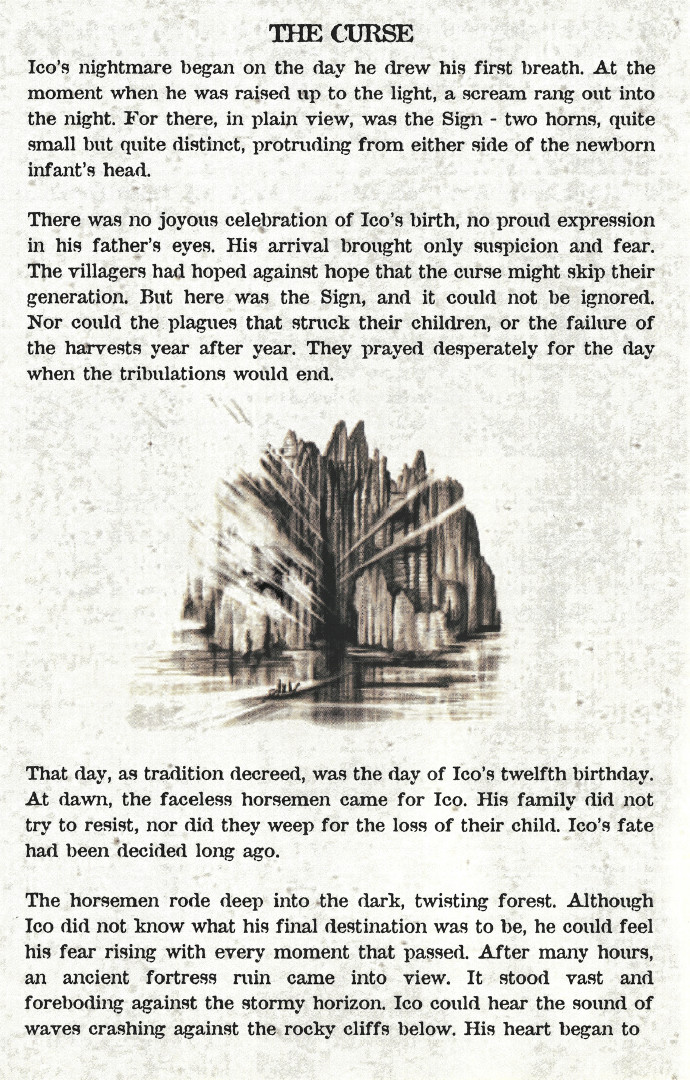 THE CURSE
Ico's nightmare began on the day he drew his first breath. At the
moment when he was raised up to the light, a scream rang out into
the night. For there, in plain view, was the Sign - two horns, quite
small but quite distinct, protruding from either side of the newborn
infant's head.
There was no joyous celebration of Ico's birth, no proud expression
in his father's eyes. His arrival brought only suspicion and fear.
The villagers had hoped against hope that the curse might skip their
generation. But here was the Sign, and it could not be ignored.
Nor could the plagues that struck their children, or the failure of
the harvests year after year. They prayed desperately for the day
when the tribulations would end.
That day, as tradition decreed, was the day of Ico's twelfth birthday.
At dawn, the faceless horsemen came for Ico. His family did not
try to resist, nor did they weep for the loss of their child. Ico's fate
had been decided long ago.
The horsemen rode deep into the dark, twisting forest. Although
Ico did not know what his final destination was to be, he could feel
his fear rising with every moment that passed. After many hours,
an ancient fortress ruin came into view. It stood vast and
foreboding against the stormy horizon. Ico could hear the sound of
waves crashing against the rocky cliffs below. His heart began to